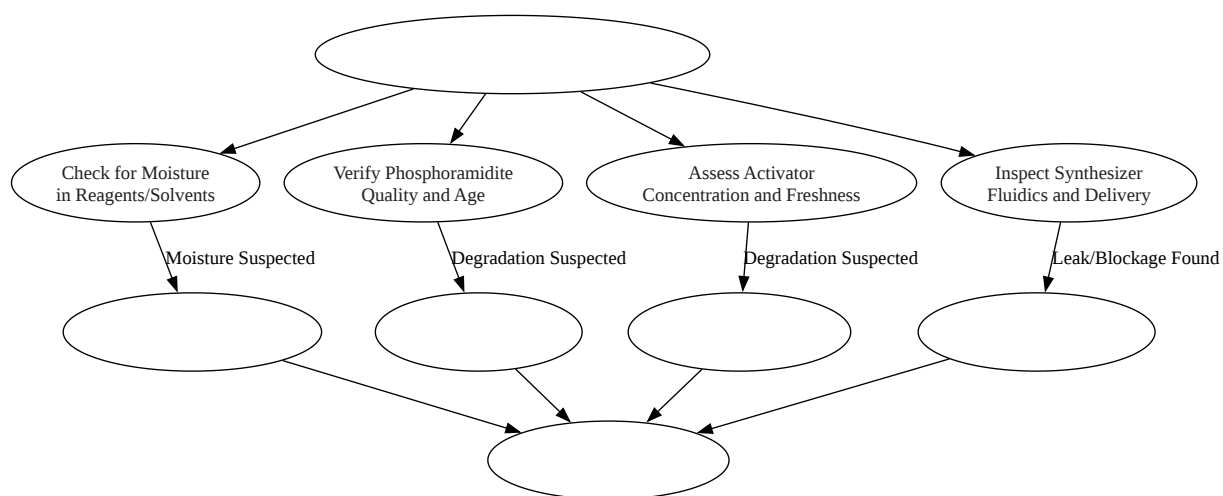 Check for Moisture
in Reagents/Solvents
Verify Phosphoramidite
Quality and Age
Assess Activator
Concentration and Freshness
Inspect Synthesizer
Fluidics and Delivery
Moisture Suspected
Degradation Suspected
Degradation Suspected
Leak/Blockage Found